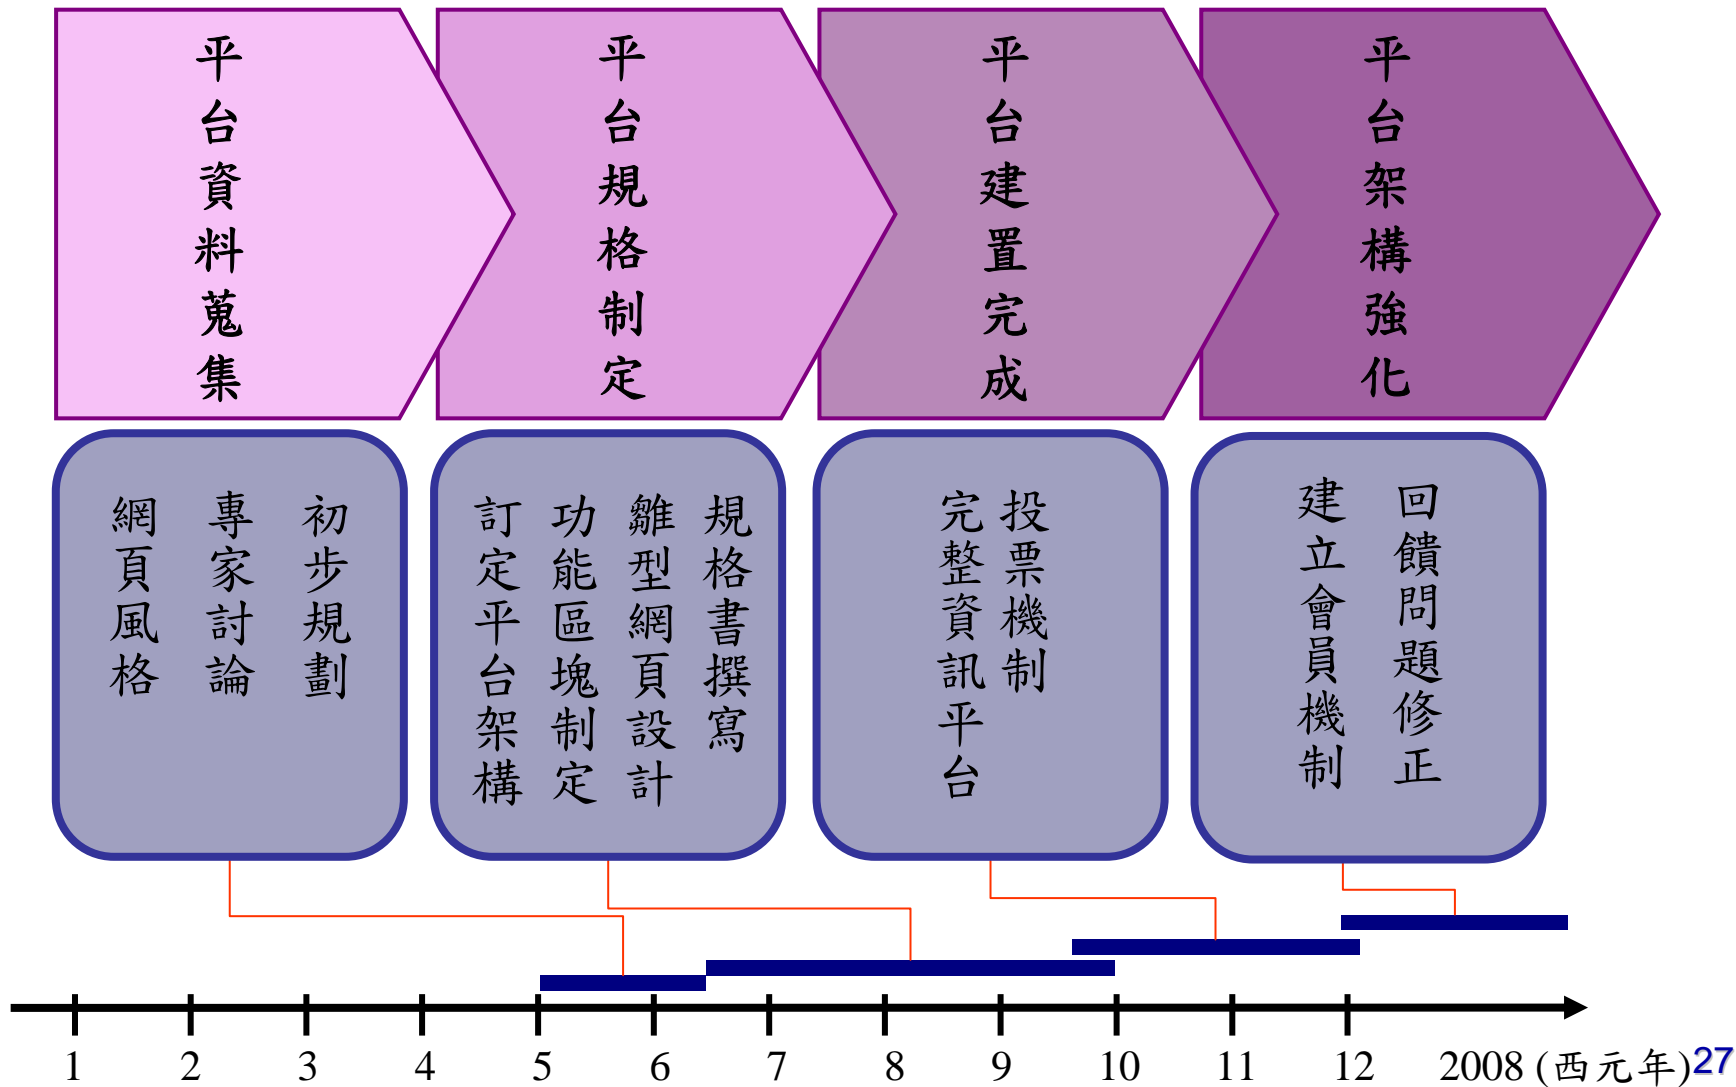 平台資料蒐集
平台規格制定
平台建置完成
平台架構強化
網頁風格
專家討論
初步規劃
訂定平台架構
功能區塊制定
雛型網頁設計
規格書撰寫
完整資訊平台
投票機制
建立會員機制
回饋問題修正
1 2 3 4 5 6 7 8 9 10 11 12 2008 (西元年)
27